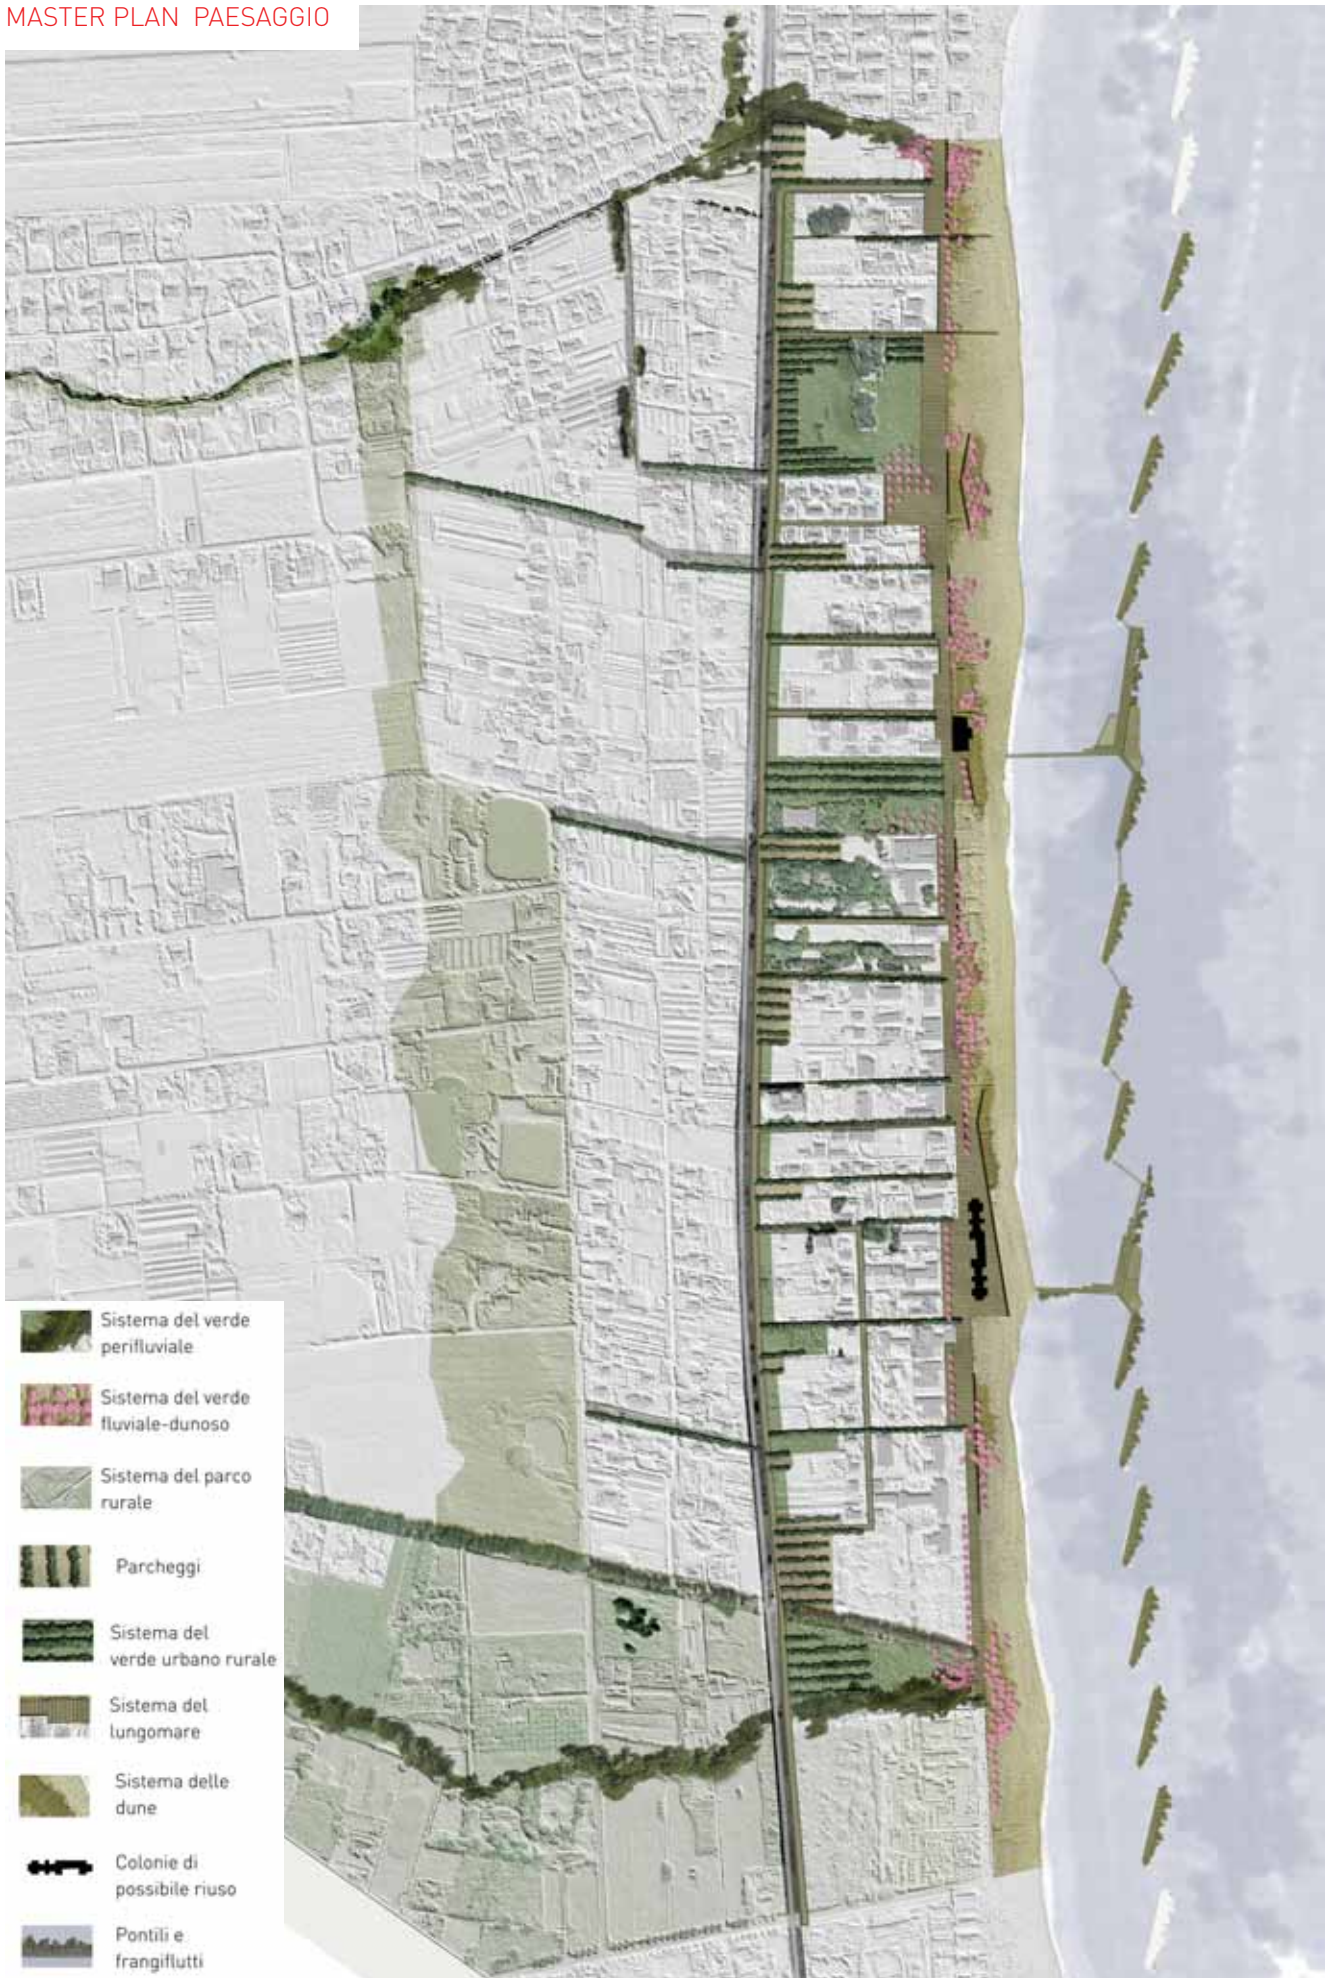 MASTER PLAN PAESAGGIO
Sistema del verde
perifluviale
Sistema del verde
fluviale-dunoso
Sistema del parco
rurale
Parcheggi
Sistema del
verde urbano rurale
Sistema del
lungomare
Sistema delle
dune
Colonie di
possibile riuso
Pontili e
frangiflutti